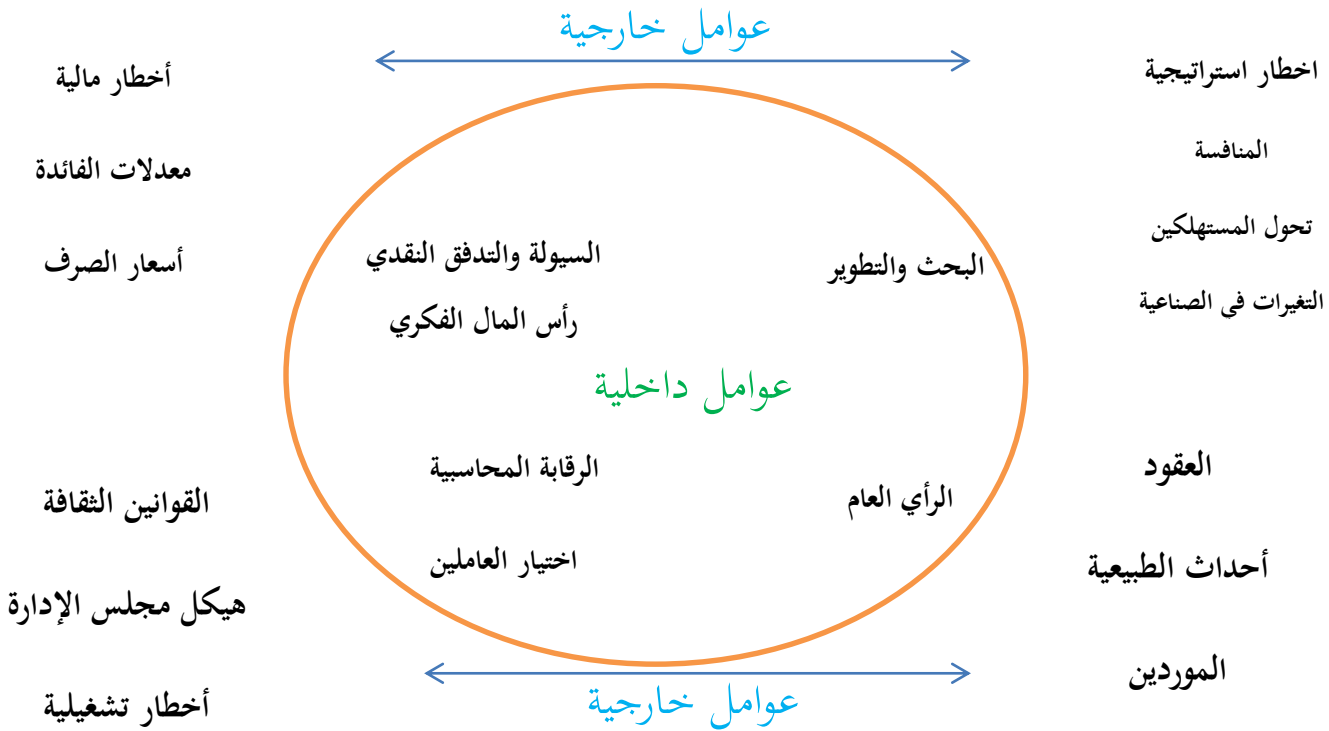 عوامل خارجية
اخطار استراتيجية
أخطار مالية
المنافسة
معدلات الفائدة
تحول المستهلكين
أسعار الصرف
التغيرات في الصناعية
البحث والتطوير
السيولة والتدفق النقدي
رأس المال الفكري
عوامل داخلية
العقود
الرقابة المحاسبية
الرأي العام
القوانين الثقافة
أحداث الطبيعية
اختيار العاملين
هيكل مجلس الإدارة
الموردين
أخطار تشغيلية
عوامل خارجية